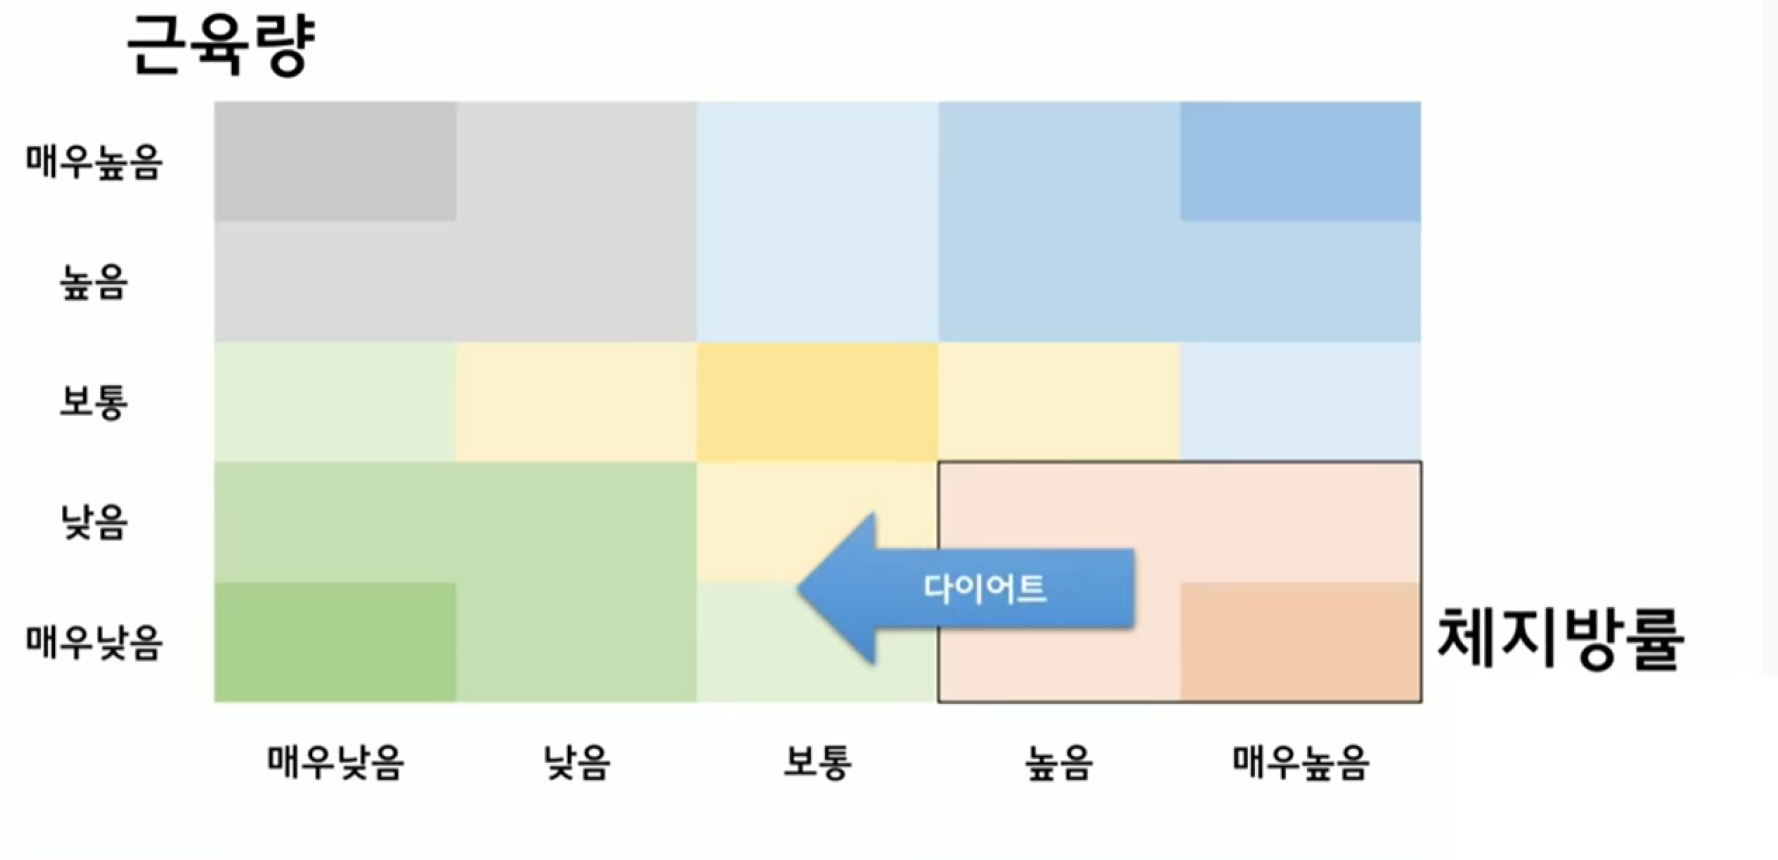 근육량
매우높음
높음
보통
낮음
다이어트
매우낮음
체지방률
매우낮음 낮음 보통 높음 매우높음